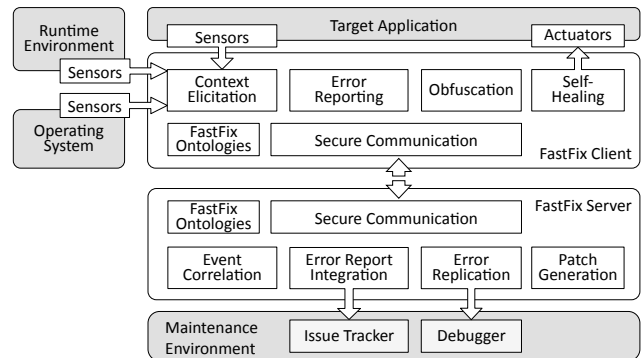 Runtime
Environment
Target Application
Sensors
Actuators
Sensors
Sensors
Operating
System
Context
Elicitation
Error
Reporting
Obfuscation
Self-
Healing
FastFix
Ontologies
Secure Communication
FastFix Client
FastFix
Ontologies
Secure Communication
FastFix Server
Event
Correlation
Error Report
Integration
Error
Replication
Patch
Generation
Maintenance
Environment
Issue Tracker
Debugger